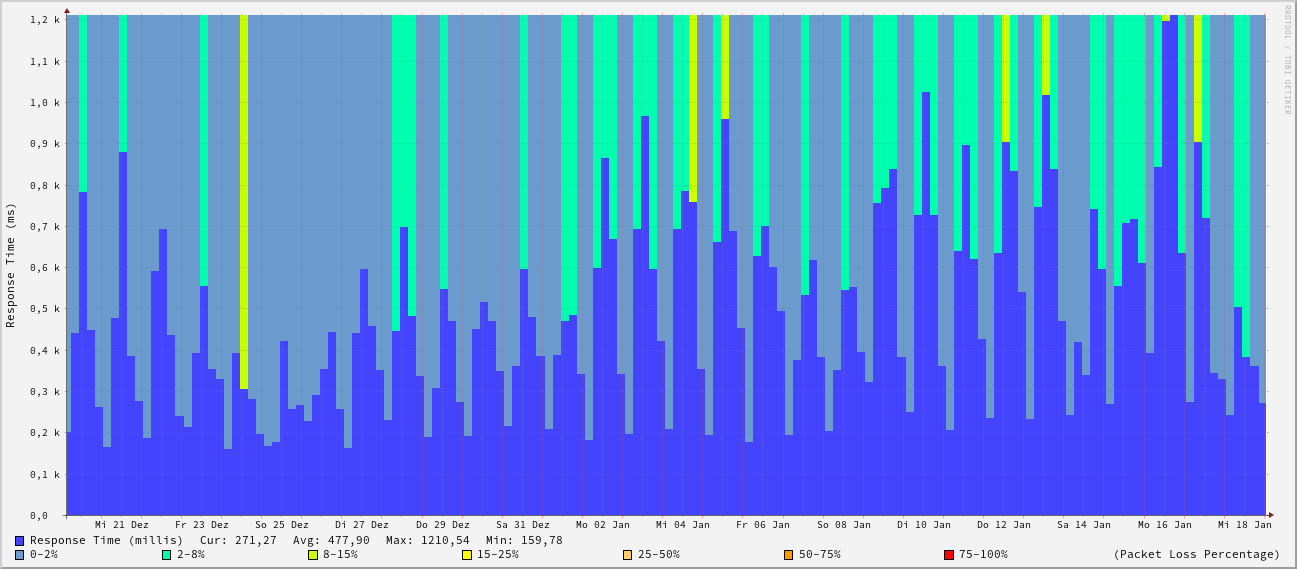 RRDTOOL / TOBI OETIKER
Response Time (ms)
1,2 k
1,1 k
1,0 k
0,9 k
0,8 k
0,7 k
0,6 k
0,5 k
0,4 k
0,3 k
0,2 k
0,1 k
0,0
Mi 21 Dez Fr 23 Dez So 25 Dez Di 27 Dez Do 29 Dez Sa 31 Dez Mo 02 Jan Mi 04 Jan Fr 06 Jan So 08 Jan Di 10 Jan Do 12 Jan Sa 14 Jan Mo 16 Jan Mi 18 Jan
Response Time (millis) Cur: 271,27 Avg: 477,90 Max: 1210,54 Min: 159,78
0-2% 2-8% 8-15% 15-25% 25-50% 50-75% 75-100% (Packet Loss Percentage)